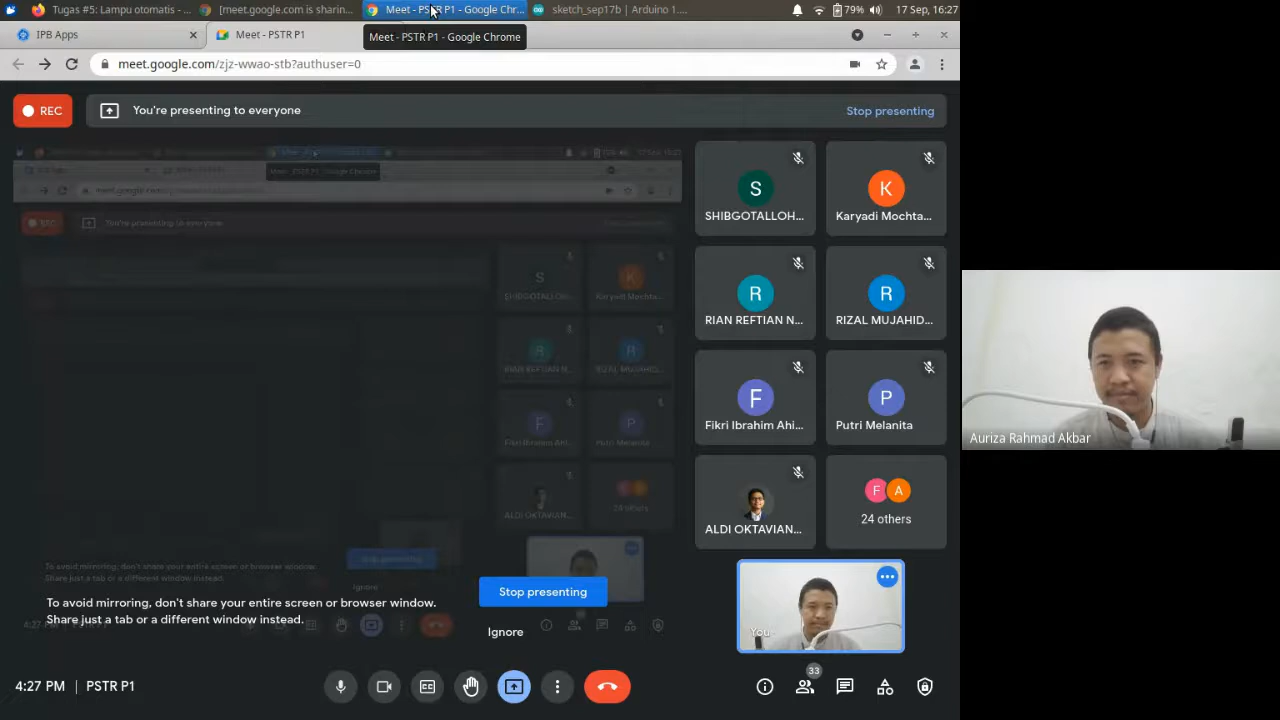 Tugas #5: Lampu otomatis - ...
[meet.google.com is sharin...
Meet - PSTR P1 - Google Chr...
sketch_sep17b | Arduino 1....
79%
17 Sep, 16:27
IPB Apps
Meet - PSTR P1
Meet - PSTR P1 - Google Chrome
meet.google.com/zjz-wwao-stb?authuser=0
REC
You're presenting to everyone
Stop presenting
S
SHIBGOTALLOH...
K
Karyadi Mochta...
R
RIAN REFTIAN N...
R
RIZAL MUJAHID...
F
Fikri Ibrahim Ahi...
P
Putri Melanita
ALDI OKTAVIAN...
F A
24 others
You
To avoid mirroring, don't share your entire screen or browser window.
Share just a tab or a different window instead.
Stop presenting
Ignore
4:27 PM | PSTR P1
33
Auriza Rahmad Akbar